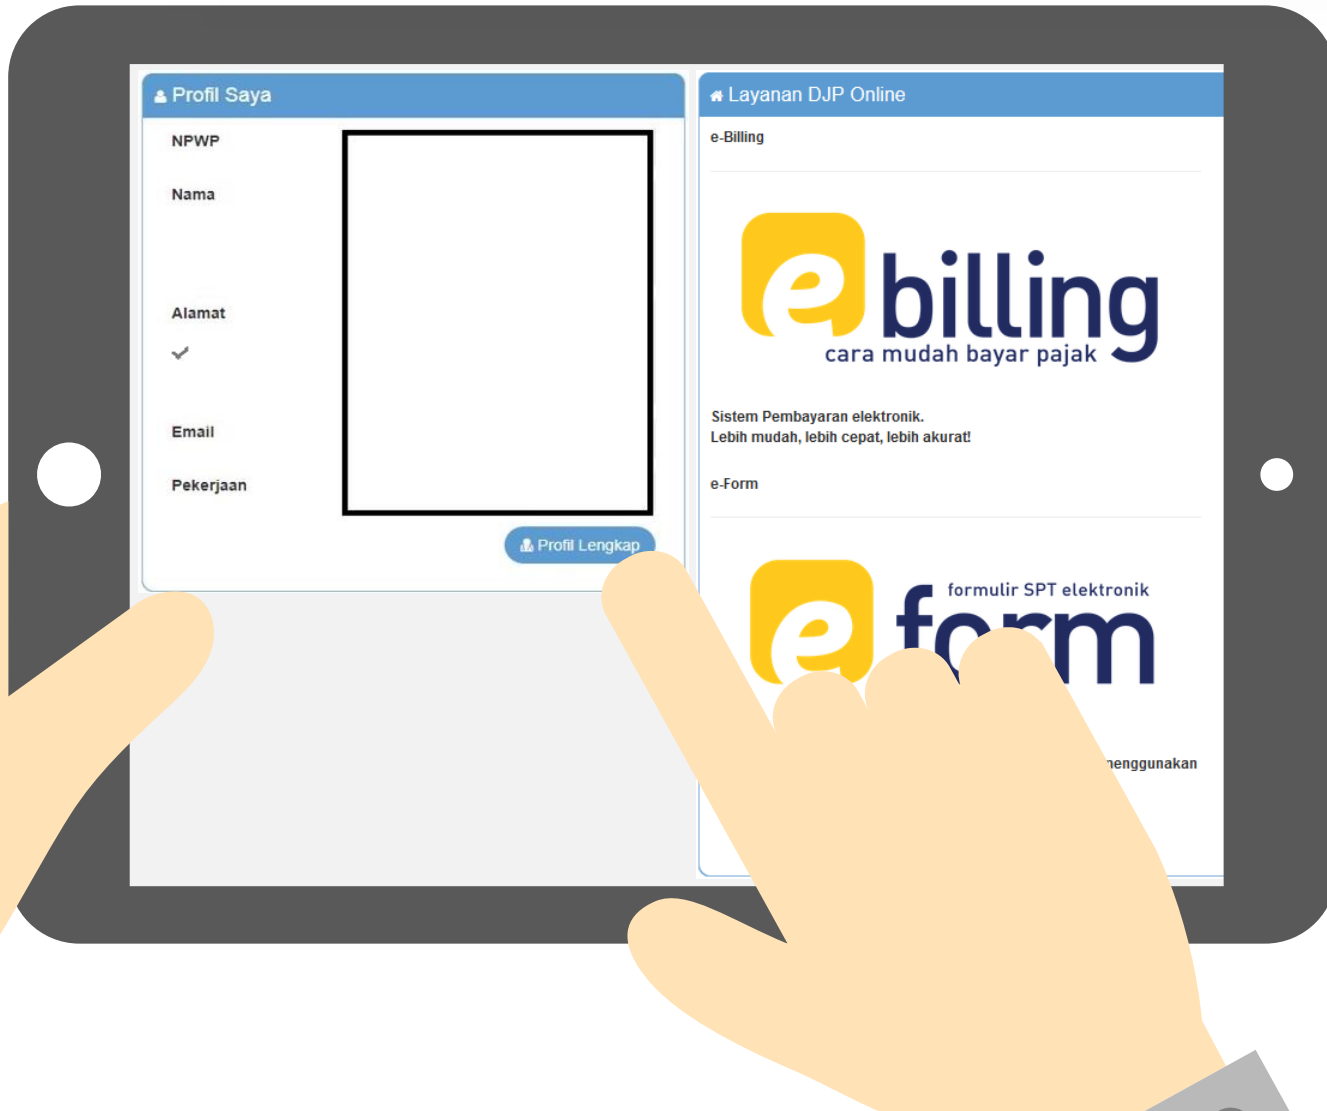 Profil Saya
NPWP
Nama
Alamat
Email
Pekerjaan
Profil Lengkap
Layanan DJP Online
e-Billing
e billing
cara mudah bayar pajak
Sistem Pembayaran elektronik.
Lebih mudah, lebih cepat, lebih akurat!
e-Form
formulir SPT elektronik
e form